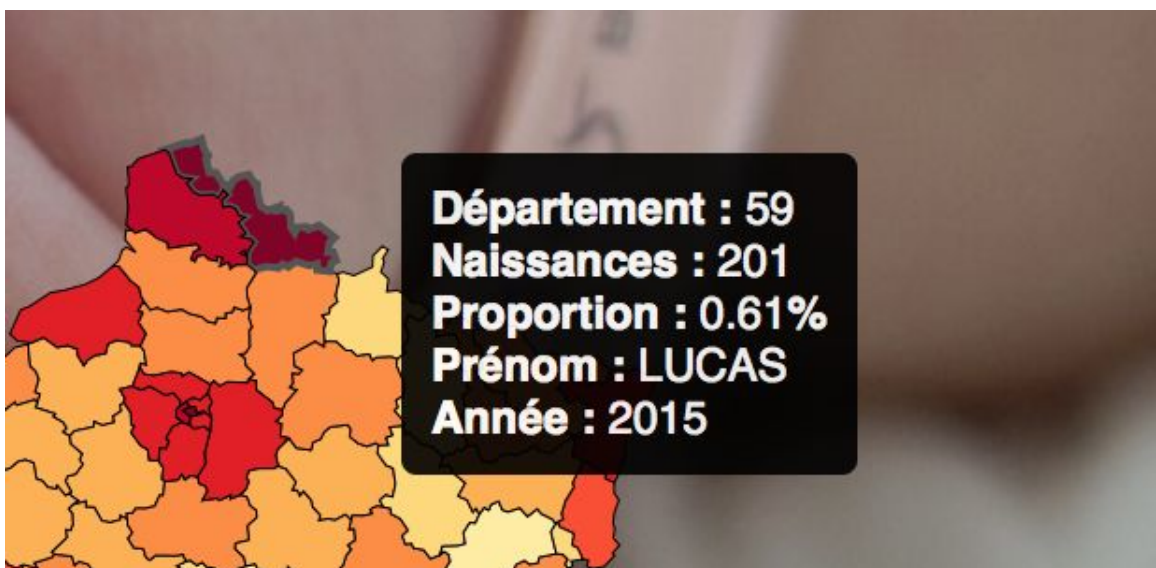 Département : 59
Naissances : 201
Proportion : 0.61%
Prénom : LUCAS
Année : 2015